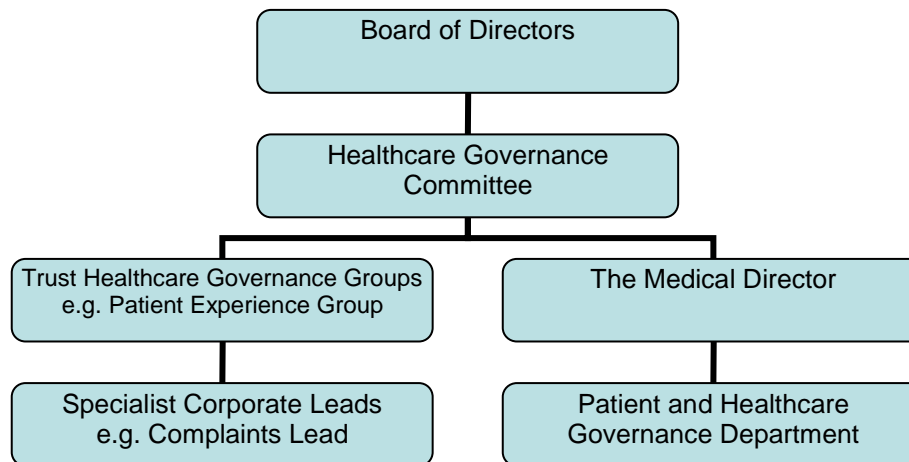 Board of Directors
Healthcare Governance
Committee
Trust Healthcare Governance Groups
e.g. Patient Experience Group
The Medical Director
Specialist Corporate Leads
e.g. Complaints Lead
Patient and Healthcare
Governance Department